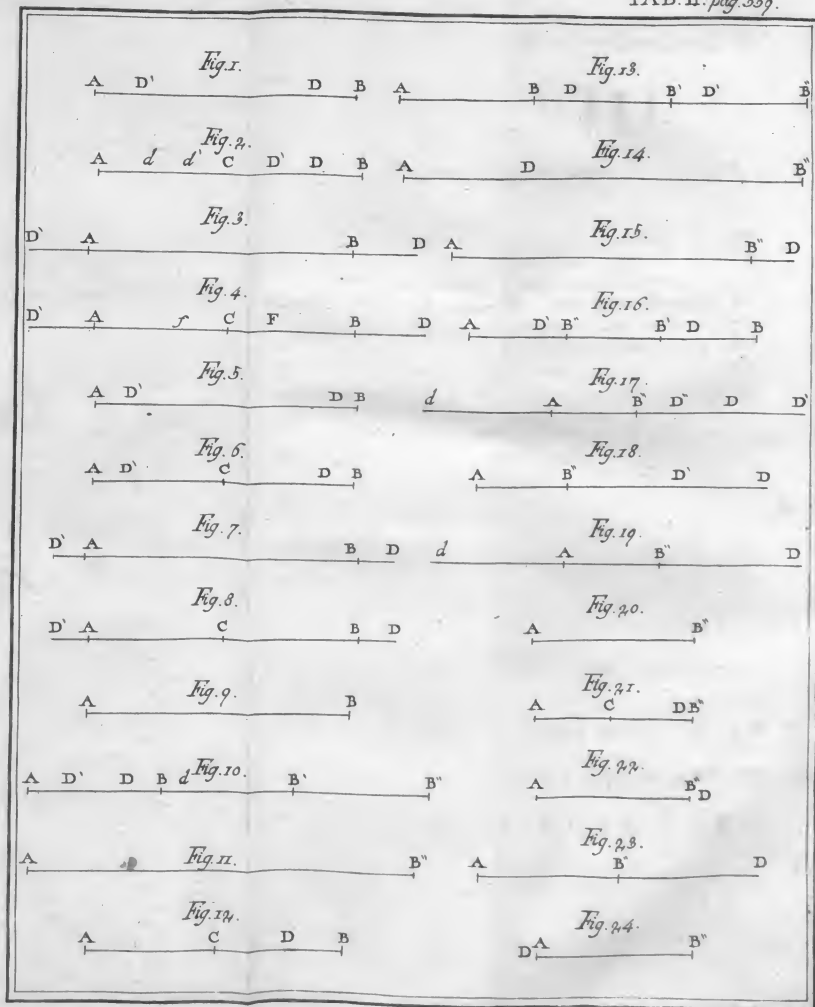 TAB. II. pag. 339.
Fig. 1.
A D' D B
Fig. 2.
A d d' C D' D B
Fig. 3.
D' A B D
Fig. 4.
D' A f C F B D
Fig. 5.
A D' D B
Fig. 6.
A D' C D B
Fig. 7.
D' A B D
Fig. 8.
D' A C B D
Fig. 9.
A B
Fig. 10.
A D' D B d B' B"
Fig. 11.
A B"
Fig. 12.
A C D B
Fig. 13.
A B D B' D' B"
Fig. 14.
A D B"
Fig. 15.
A B" D
Fig. 16.
A D' B" B' D B
Fig. 17.
d A B" D" D D'
Fig. 18.
A B" D' D
Fig. 19.
d A B" D
Fig. 20.
A B"
Fig. 21.
A C D B"
Fig. 22.
A B" D
Fig. 23.
A B" D
Fig. 24.
D A B"